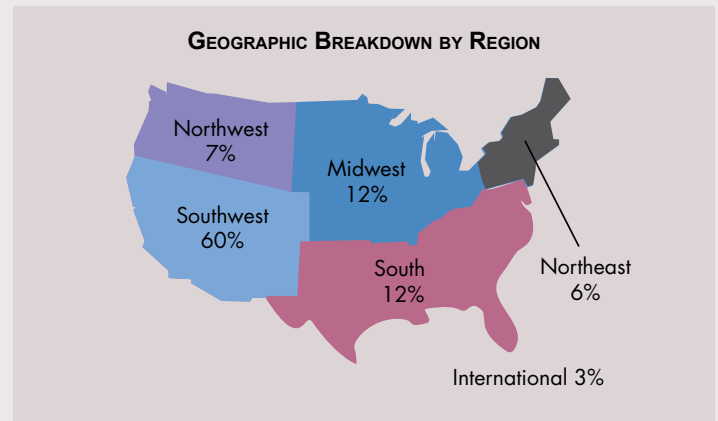 Geographic Breakdown by Region
Northwest
7%
Midwest
12%
Southwest
60%
South
12%
Northeast
6%
International 3%